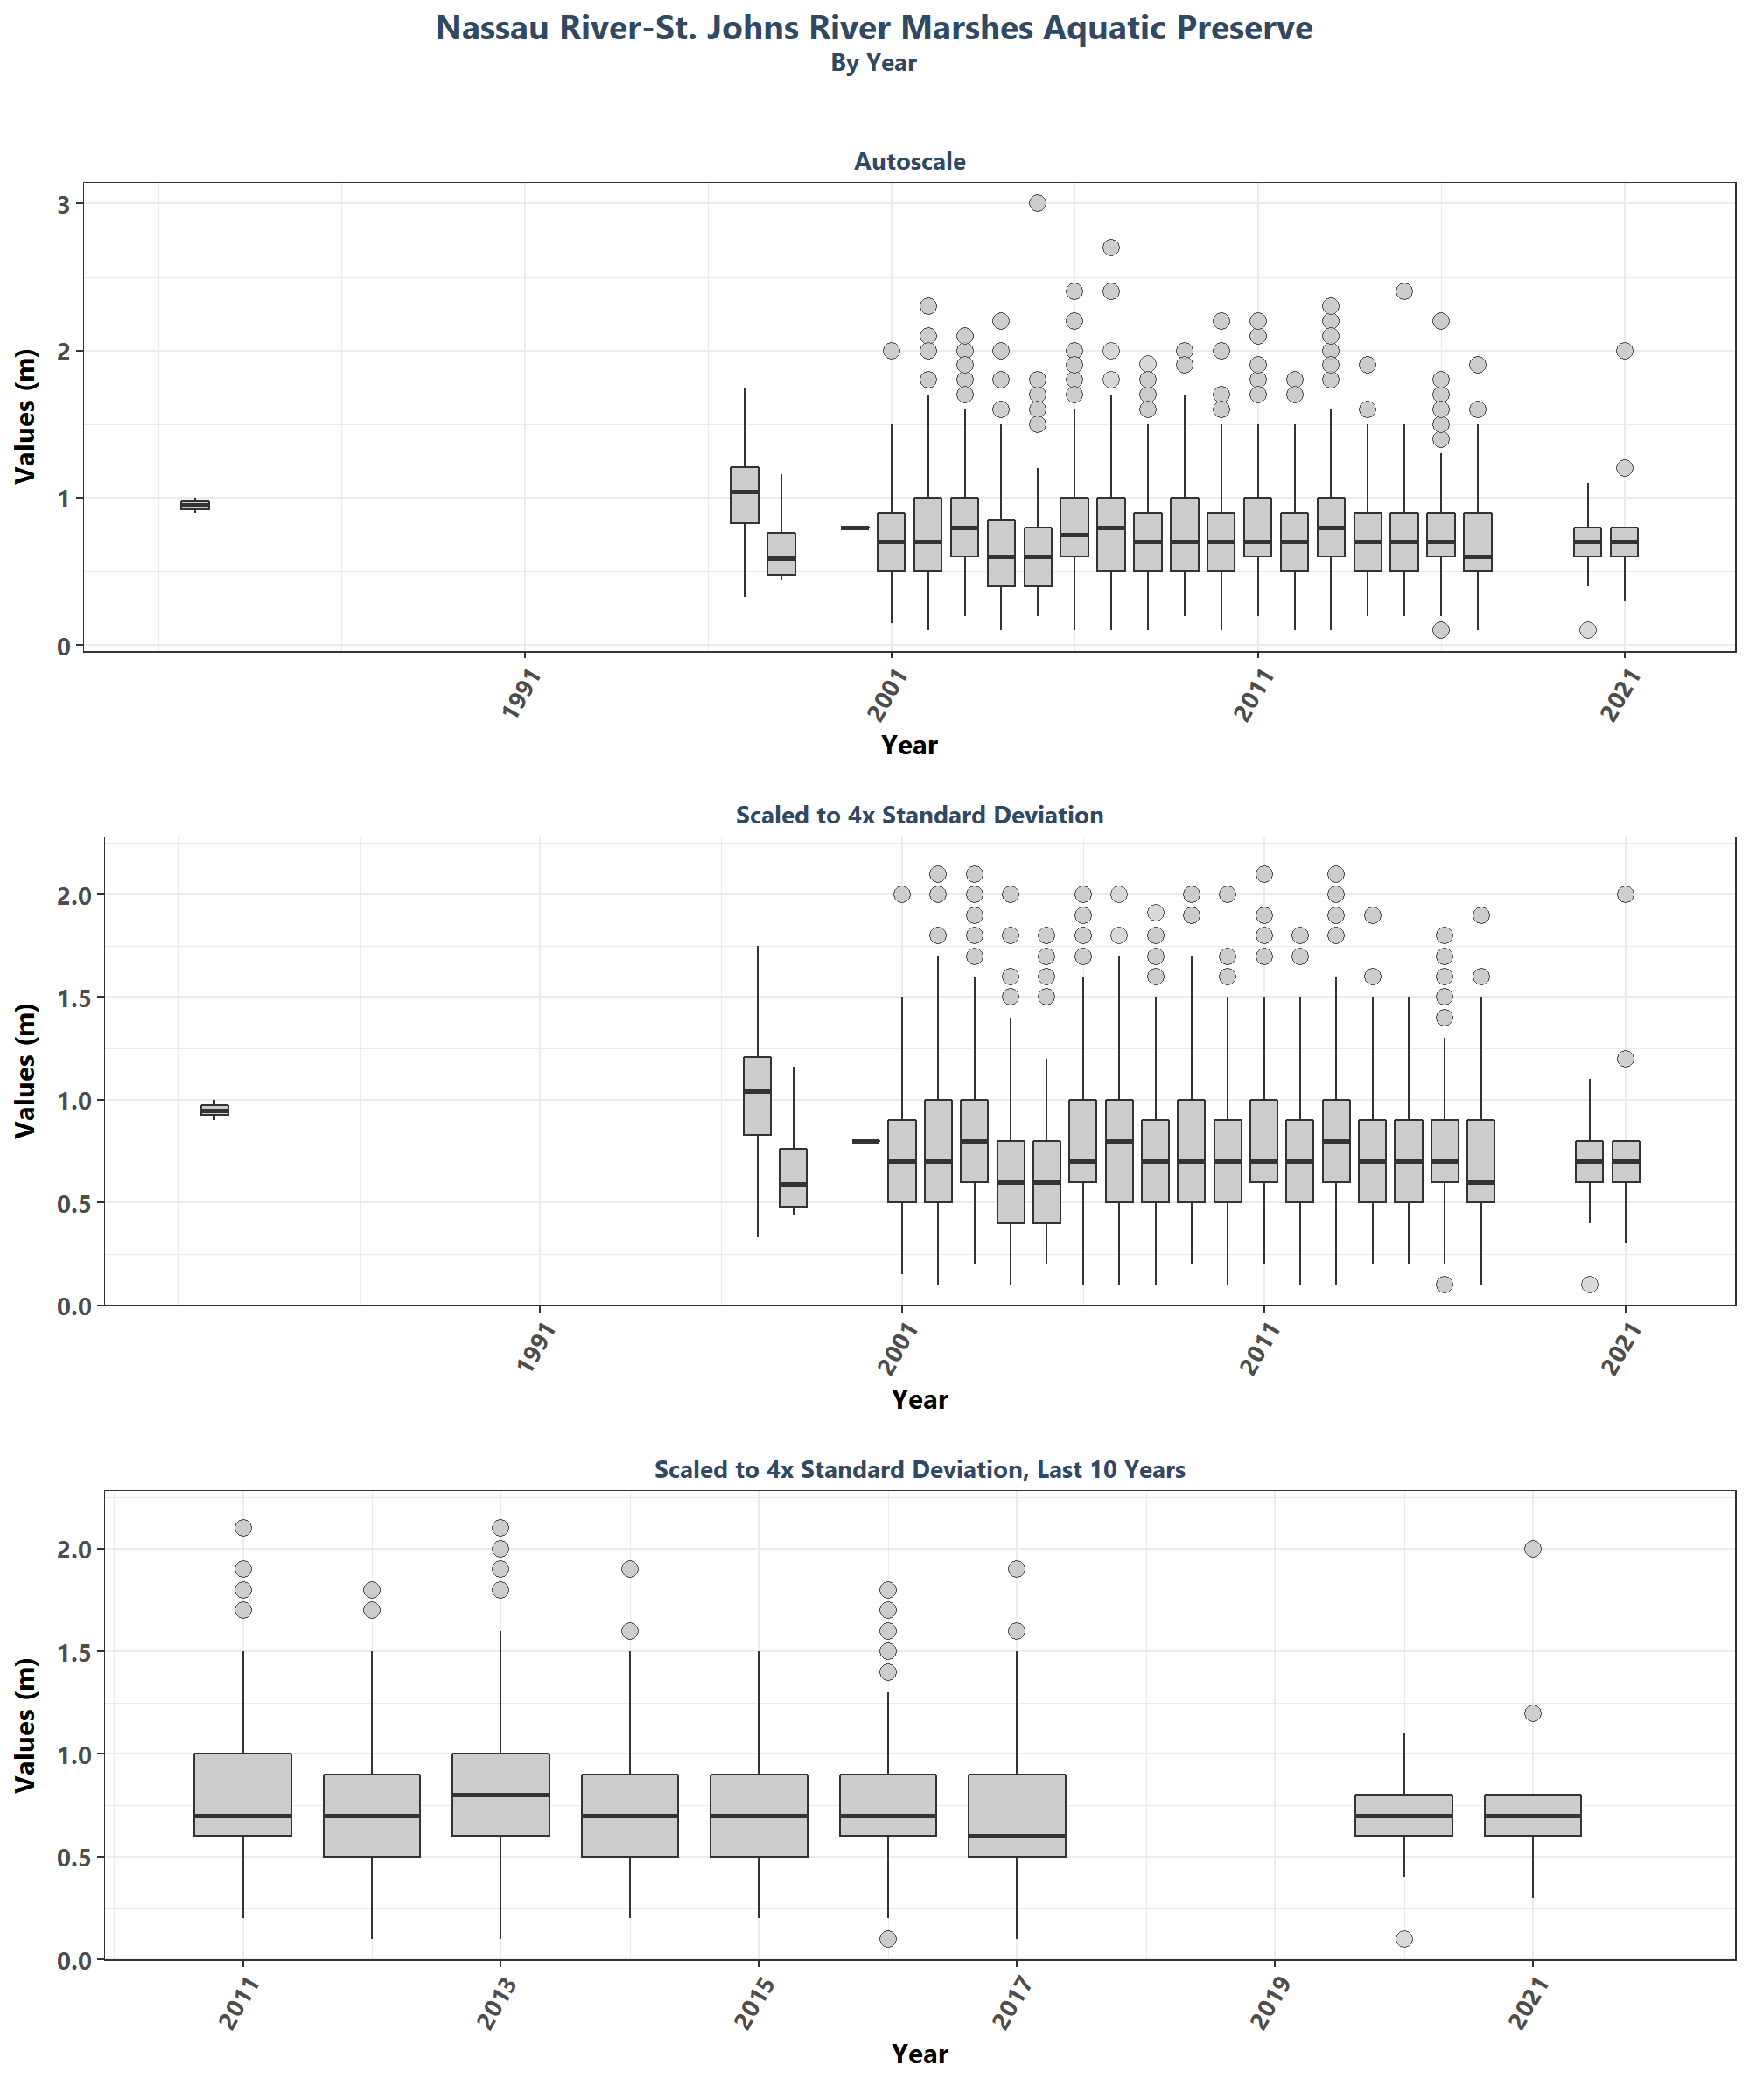 Nassau River-St. Johns River Marshes Aquatic Preserve
By Year
Autoscale
Values (m)
3
2
1
0
1991
2001
2011
2021
Year
Scaled to 4x Standard Deviation
Values (m)
2.0
1.5
1.0
0.5
0.0
1991
2001
2011
2021
Year
Scaled to 4x Standard Deviation, Last 10 Years
Values (m)
2.0
1.5
1.0
0.5
0.0
2011
2013
2015
2017
2019
2021
Year